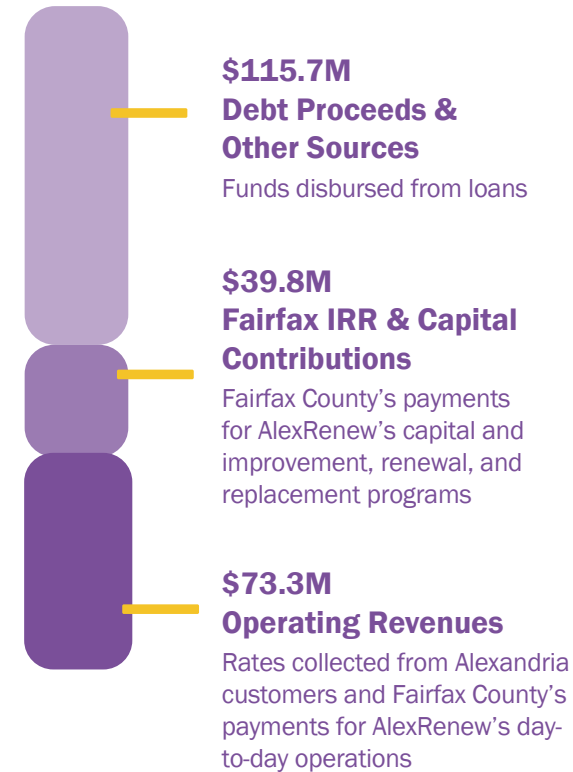 $115.7M
Debt Proceeds &
Other Sources
Funds disbursed from loans
$39.8M
Fairfax IRR & Capital
Contributions
Fairfax County’s payments
for AlexRenew’s capital and
improvement, renewal, and
replacement programs
$73.3M
Operating Revenues
Rates collected from Alexandria
customers and Fairfax County’s
payments for AlexRenew’s day-
to-day operations